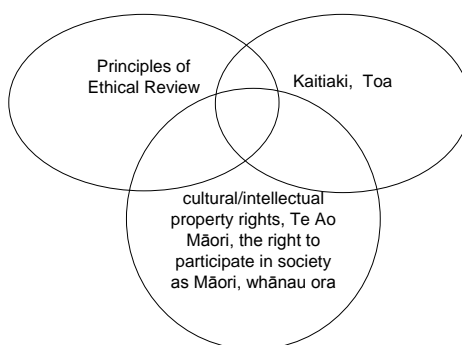 Principles of
Ethical Review
Kaitiaki, Toa
cultural/intellectual
property rights, Te Ao
Māori, the right to
participate in society
as Māori, whānau ora